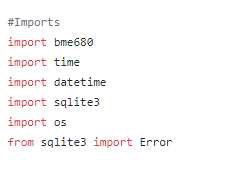 #Imports
import bme680
import time
import datetime
import sqlite3
import os
from sqlite3 import Error